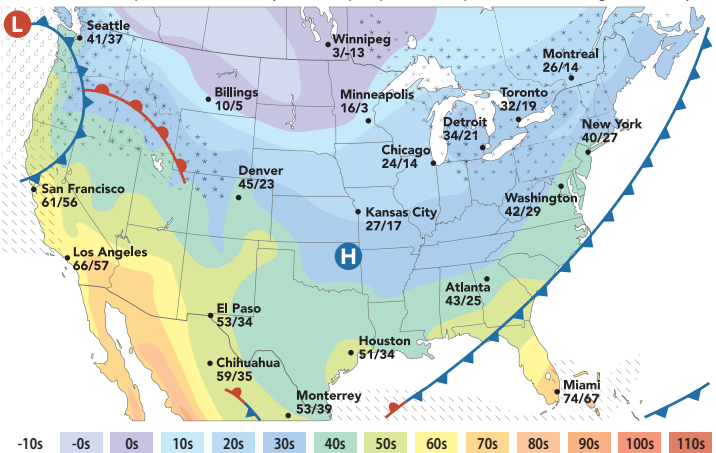 L
Seattle
41/37
Winnipeg
3/-13
Montreal
26/14
Billings
10/5
Minneapolis
16/3
Toronto
32/19
Detroit
34/21
New York
40/27
Chicago
24/14
Denver
45/23
San Francisco
61/56
Washington
42/29
Kansas City
27/17
Los Angeles
66/57
H
Atlanta
43/25
El Paso
53/34
Houston
51/34
Chihuahua
59/35
Monterrey
53/39
Miami
74/67
-10s -0s 0s 10s 20s 30s 40s 50s 60s 70s 80s 90s 100s 110s